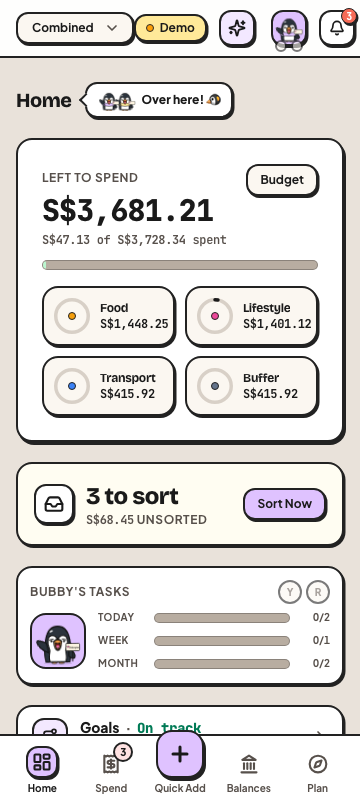 Combined
Demo
3
Home
Over here!
LEFT TO SPEND
Budget
S$3,681.21
S$47.13 of S$3,728.34 spent
Food
S$1,448.25
Lifestyle
S$1,401.12
Transport
S$415.92
Buffer
S$415.92
3 to sort
S$68.45 UNSORTED
Sort Now
BUBBY'S TASKS
Y R
TODAY 0/2
WEEK 0/1
MONTH 0/2
Goals · On track
3
Home
Spend
Quick Add
Balances
Plan